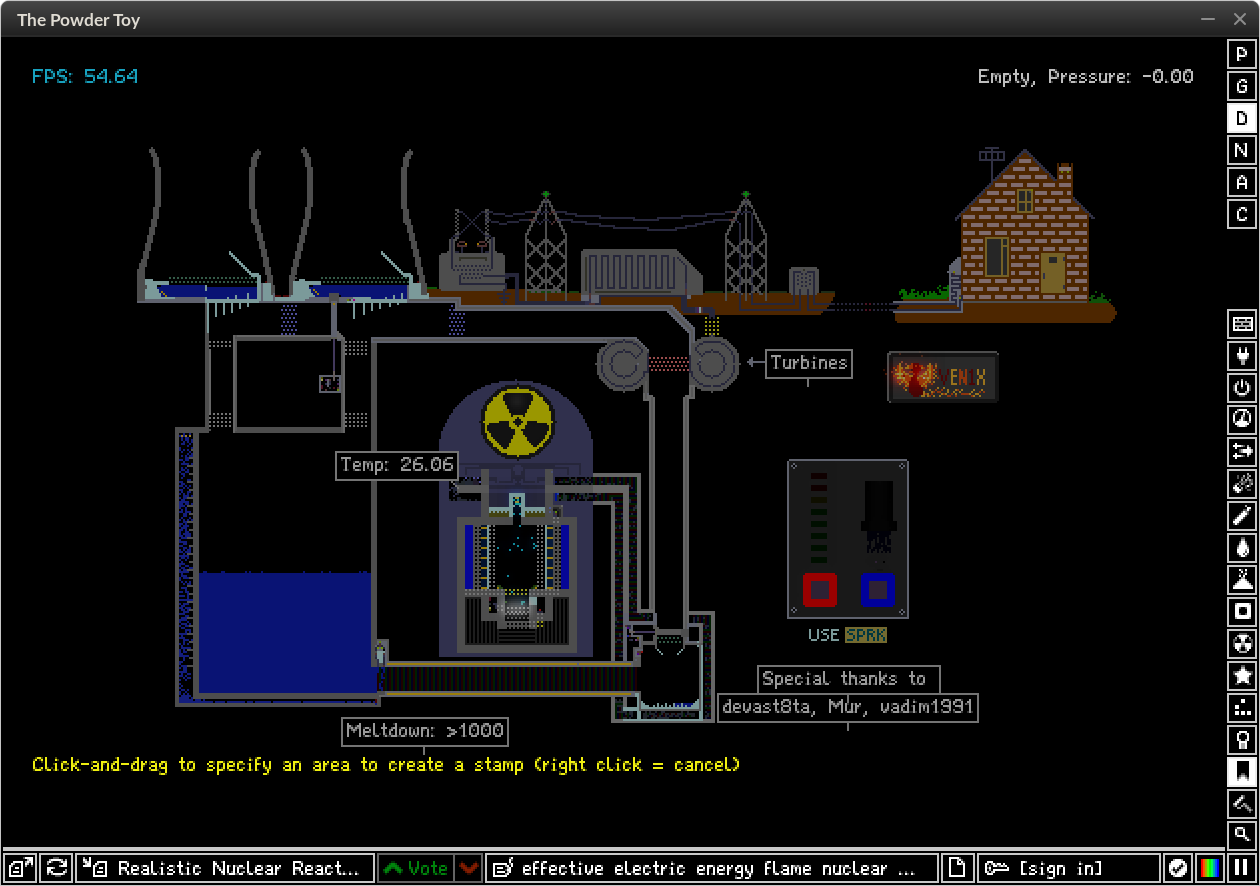 The Powder Toy
FPS: 54.64
Empty, Pressure: -0.00
P
G
D
N
A
C
Turbines
Temp: 26.06
USE SPRK
Special thanks to
devast8ta, Mur, vadim1991
Meltdown: >1000
Click-and-drag to specify an area to create a stamp (right click = cancel)
Realistic Nuclear React...
Vote
effective electric energy flame nuclear ...
[sign in]